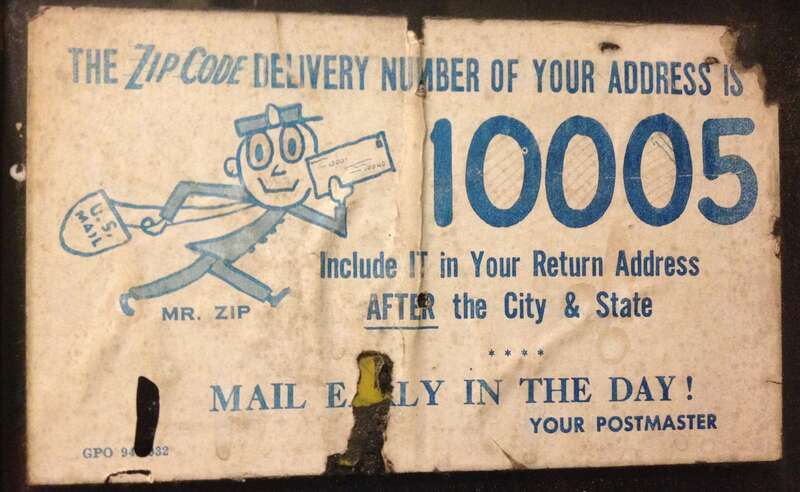 THE ZIP CODE DELIVERY NUMBER OF YOUR ADDRESS IS
10005
U.S.
MAIL
MR. ZIP
Include IT in Your Return Address
AFTER the City & State
* * * *
MAIL EARLY IN THE DAY!
YOUR POSTMASTER
GPO